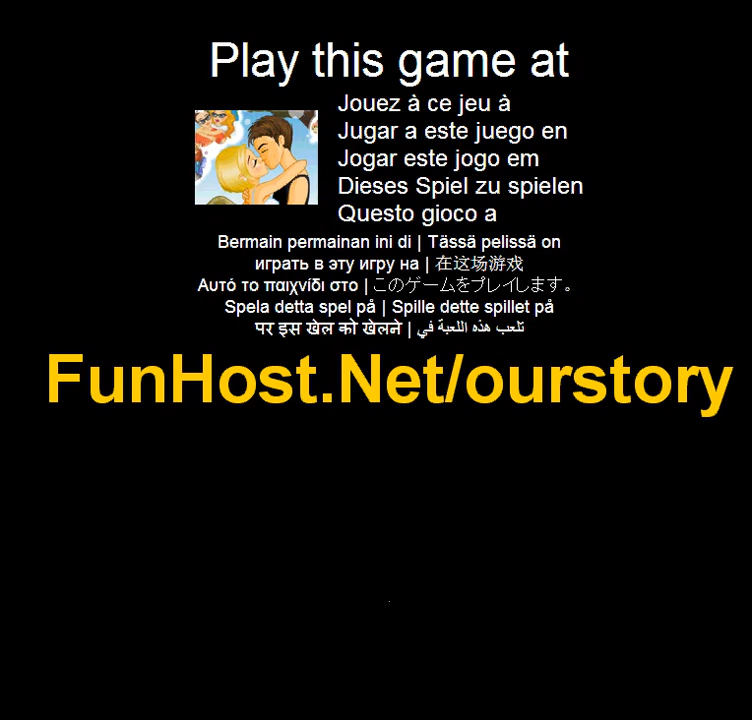 Play this game at
Jouez à ce jeu à
Jugar a este juego en
Jogar este jogo em
Dieses Spiel zu spielen
Questo gioco a
Bermain permainan ini di | Tässä pelissä on
играть в эту игру на | 在这场游戏
Αυτό το παιχνίδι στο | このゲームをプレイします。
Spela detta spel på | Spille dette spillet på
पर इस खेल को खेलने | تلعب هذه اللعبة في
FunHost.Net/ourstory